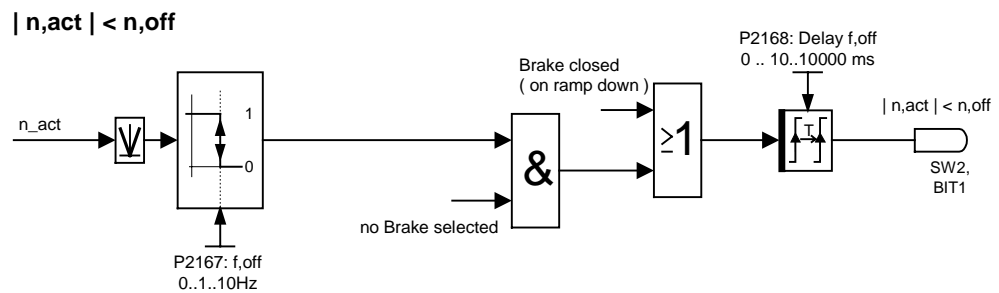 | n,act | < n,off
P2168: Delay f,off
0 .. 10..10000 ms
Brake closed
( on ramp down )
| n,act | < n,off
n_act
1
0
&
≥1
T
SW2,
BIT1
no Brake selected
P2167: f,off
0..1..10Hz